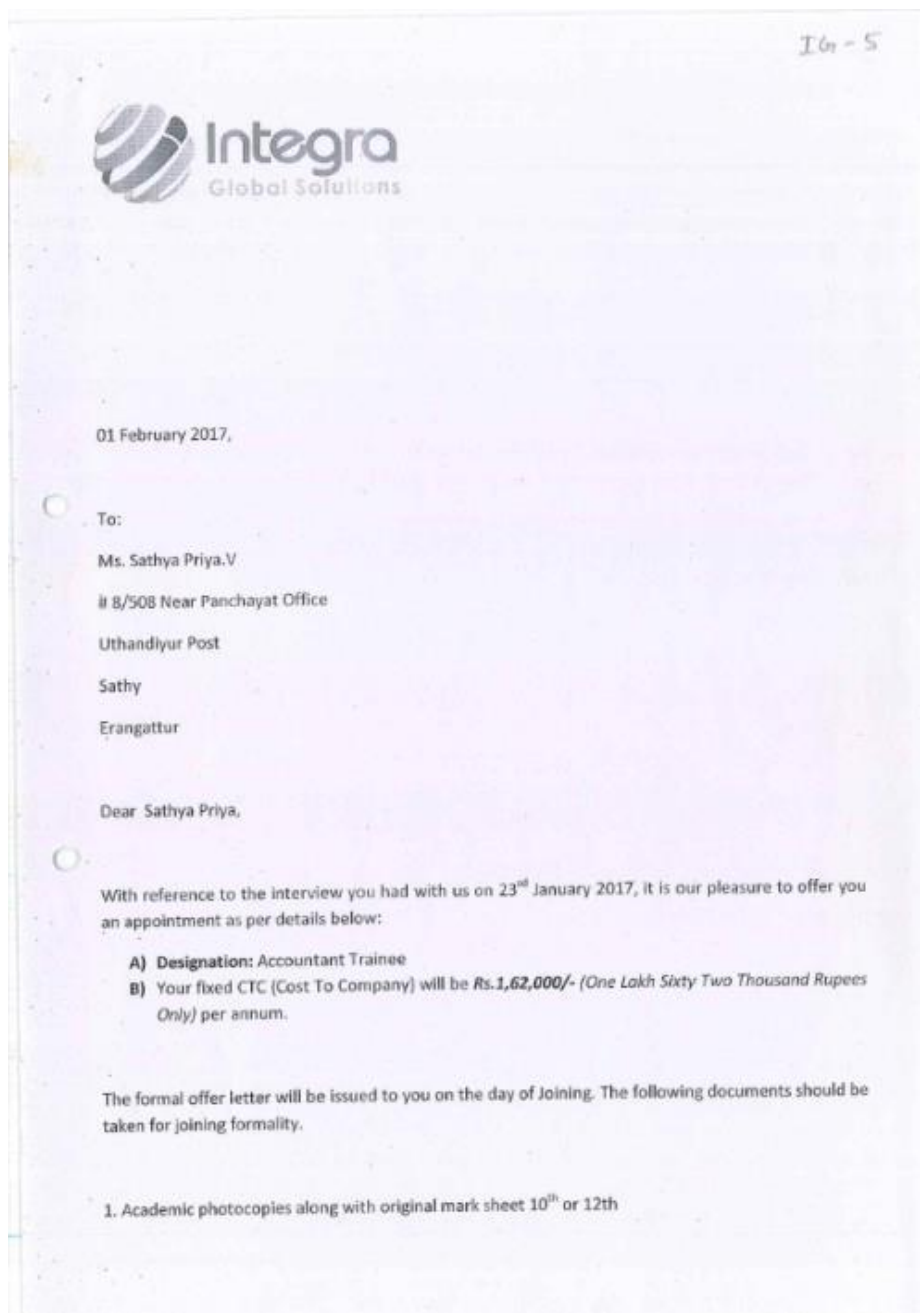 IG - 5
Integra
Global Solutions
01 February 2017,
To:
Ms. Sathya Priya.V
# 8/508 Near Panchayat Office
Uthandiyur Post
Sathy
Erangattur
Dear Sathya Priya,
With reference to the interview you had with us on 23rd January 2017, it is our pleasure to offer you
an appointment as per details below:
A) Designation: Accountant Trainee
B) Your fixed CTC (Cost To Company) will be Rs.1,62,000/- (One Lakh Sixty Two Thousand Rupees
Only) per annum.
The formal offer letter will be issued to you on the day of Joining. The following documents should be
taken for joining formality.
1. Academic photocopies along with original mark sheet 10th or 12th